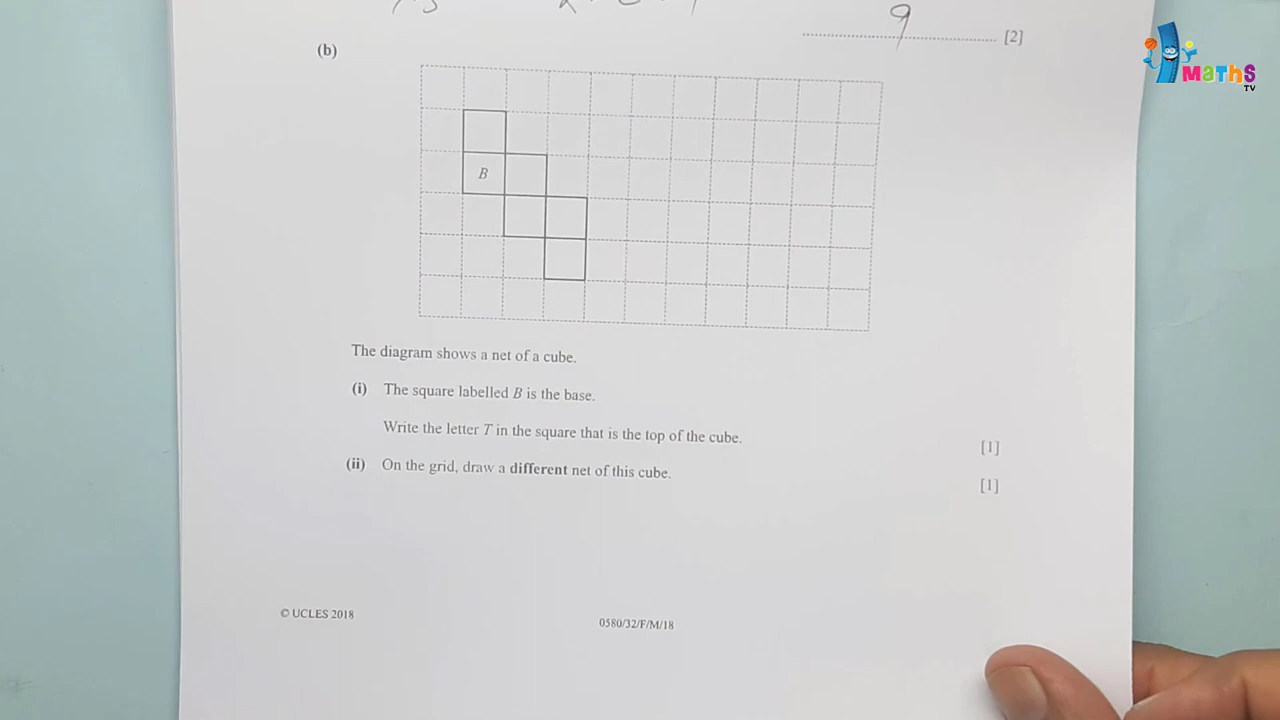 9
[2]
MATHS
TV
(b)
B
The diagram shows a net of a cube.
(i) The square labelled B is the base.
Write the letter T in the square that is the top of the cube.
[1]
(ii) On the grid, draw a different net of this cube.
[1]
© UCLES 2018
0580/32/F/M/18